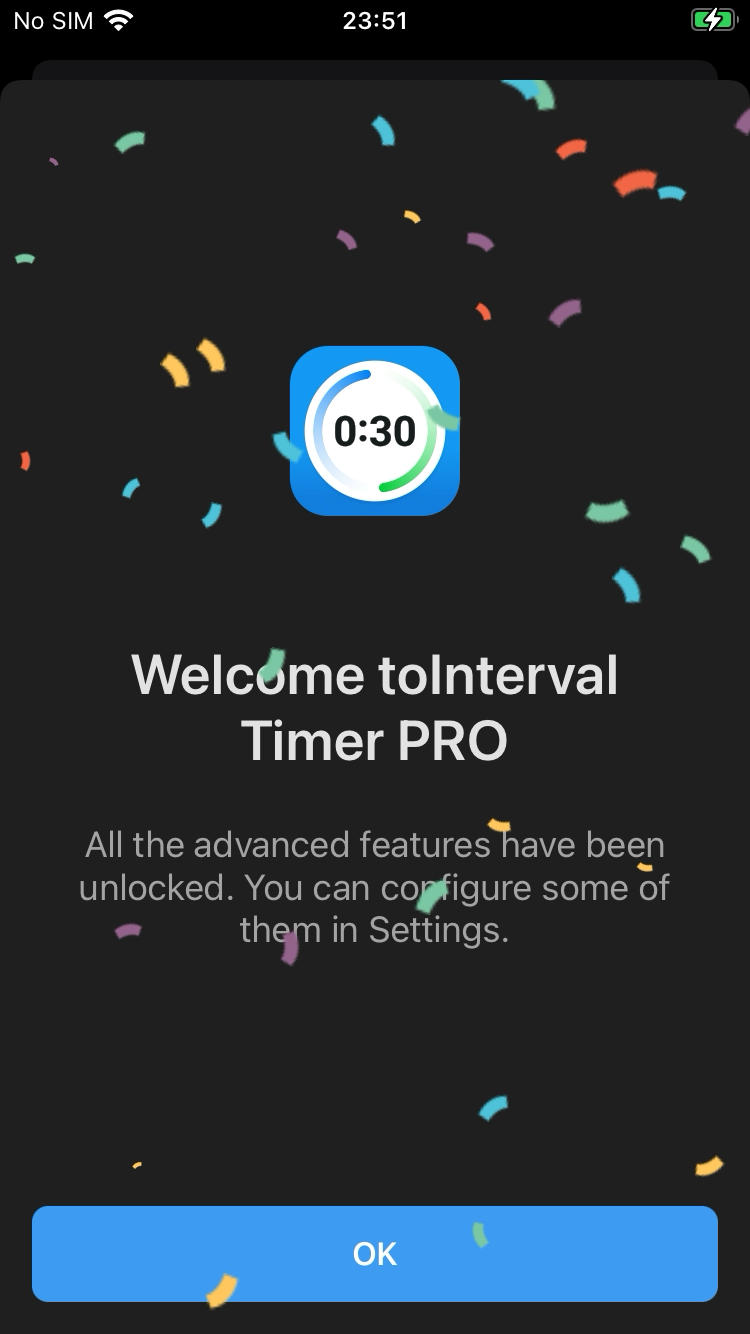 No SIM 23:51
0:30
Welcome toInterval
Timer PRO
All the advanced features have been
unlocked. You can configure some of
them in Settings.
OK